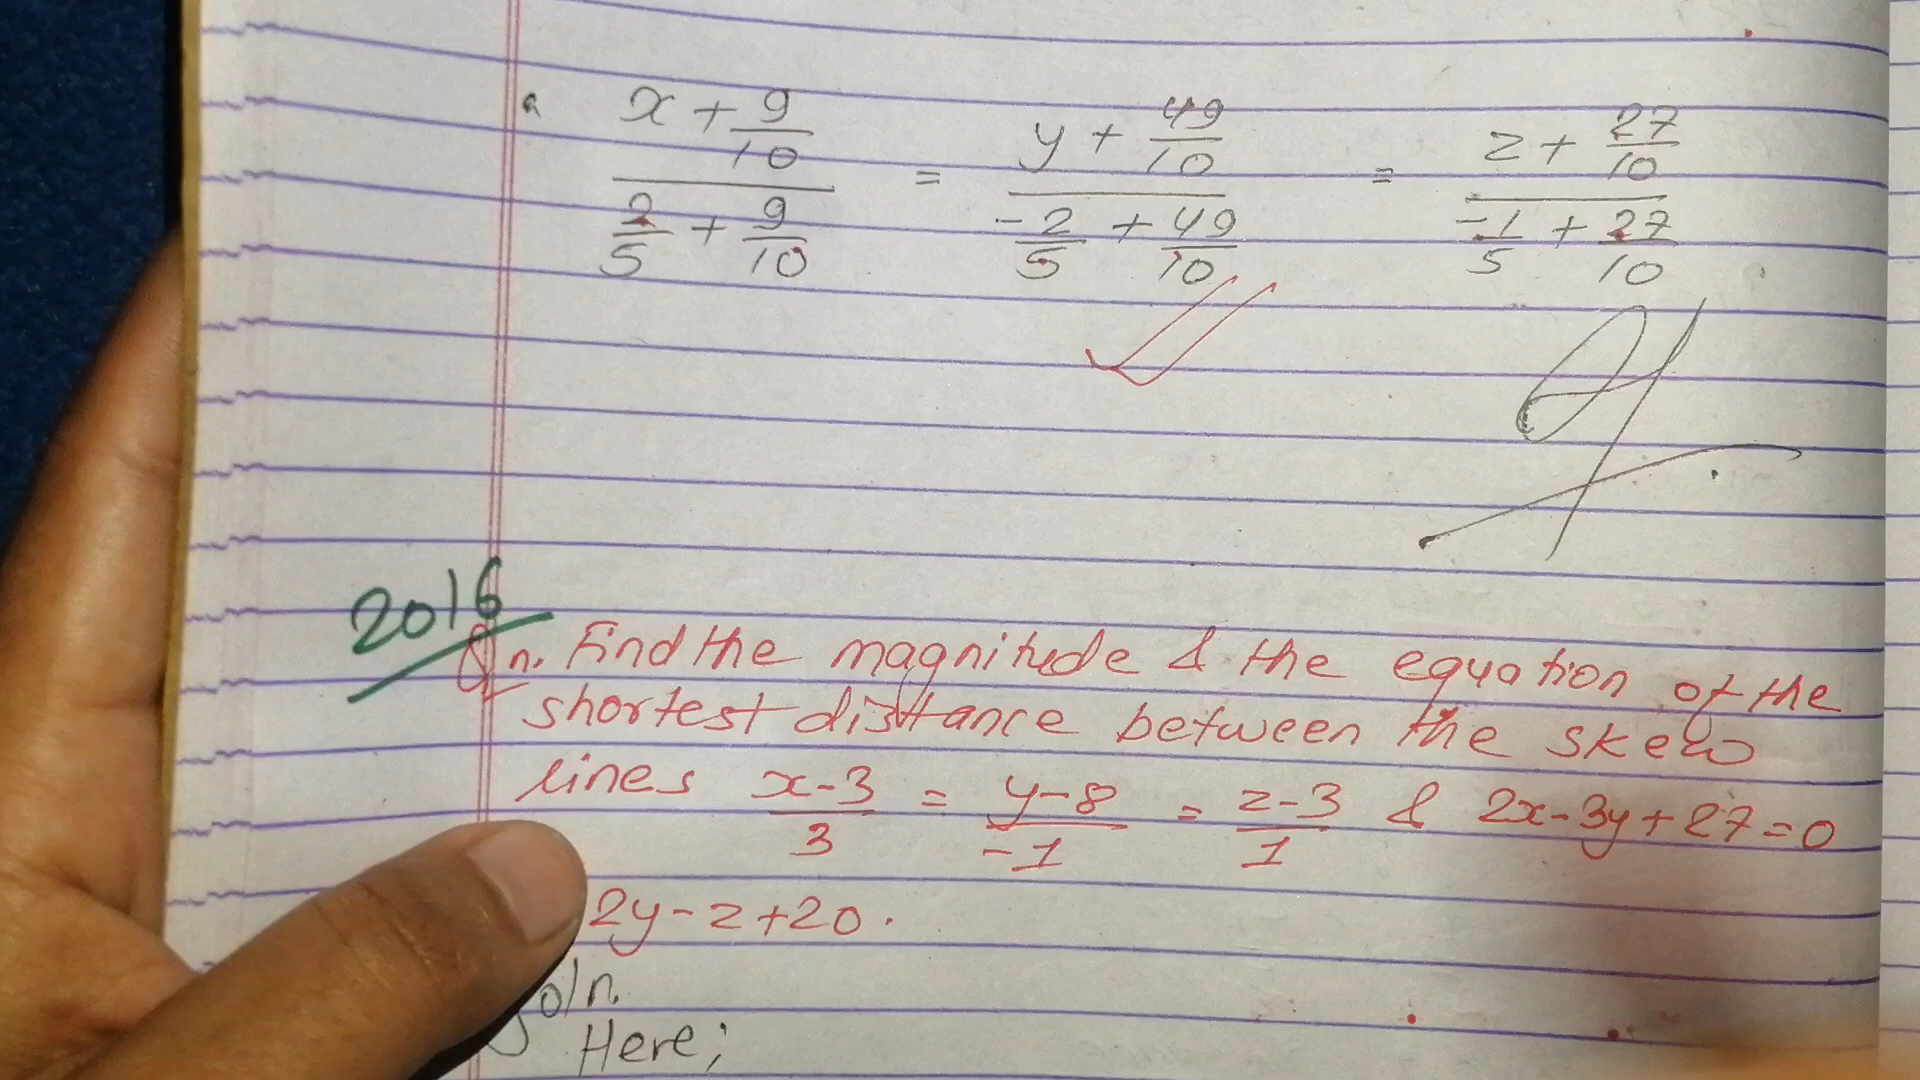 x + 9/10 / 2/5 + 9/10 = y + 49/10 / -2/5 + 49/10 = z + 27/10 / -1/5 + 27/10
2016
Qn. Find the magnitude & the equation of the
shortest distance between the skew
lines x-3/3 = y-8/-1 = z-3/1 & 2x-3y+27=0
2y-z+20.
Soln.
Here;